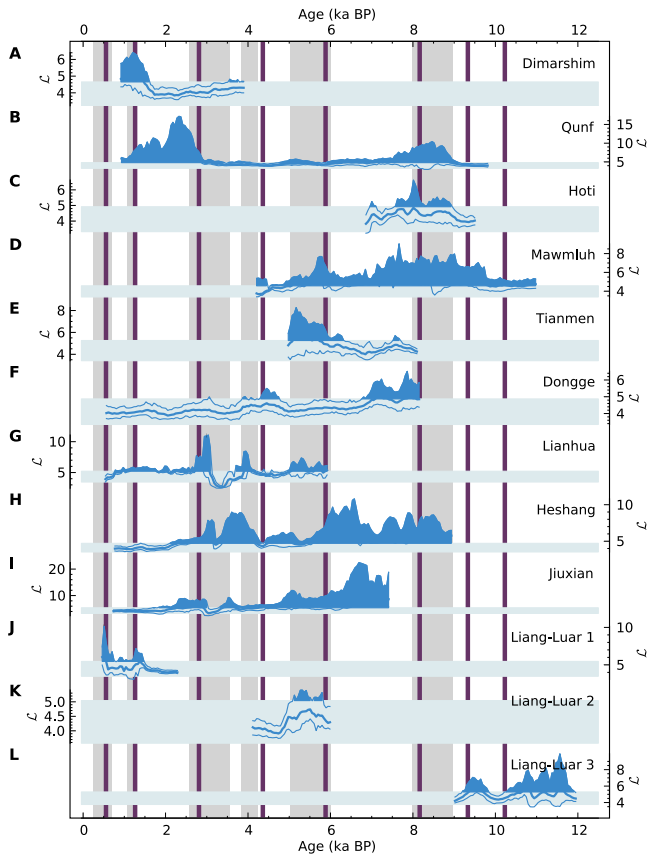 Age (ka BP)
0 2 4 6 8 10 12
A
ℒ
6
4
Dimarshim
B
Qunf
15
10
5
ℒ
C
ℒ
6
5
4
Hoti
D
Mawmluh
8
6
4
ℒ
E
ℒ
8
6
4
Tianmen
F
Dongge
6
5
4
ℒ
G
ℒ
10
5
Lianhua
H
Heshang
10
5
ℒ
I
ℒ
20
10
Jiuxian
J
Liang-Luar 1
10
5
ℒ
K
ℒ
5.0
4.5
4.0
Liang-Luar 2
L
Liang-Luar 3
8
6
4
ℒ
0 2 4 6 8 10 12
Age (ka BP)